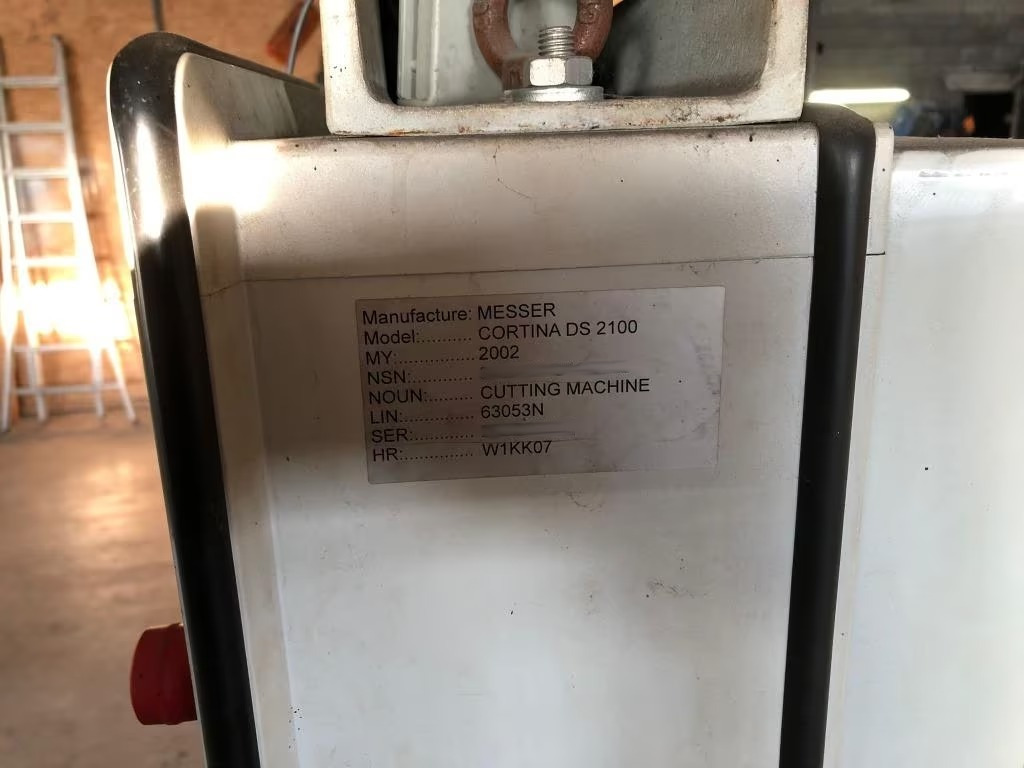 Manufacture: MESSER
Model:.......... CORTINA DS 2100
MY:............... 2002
NSN:............
NOUN:......... CUTTING MACHINE
LIN:.............. 63053N
SER:............
HR:.............. W1KK07